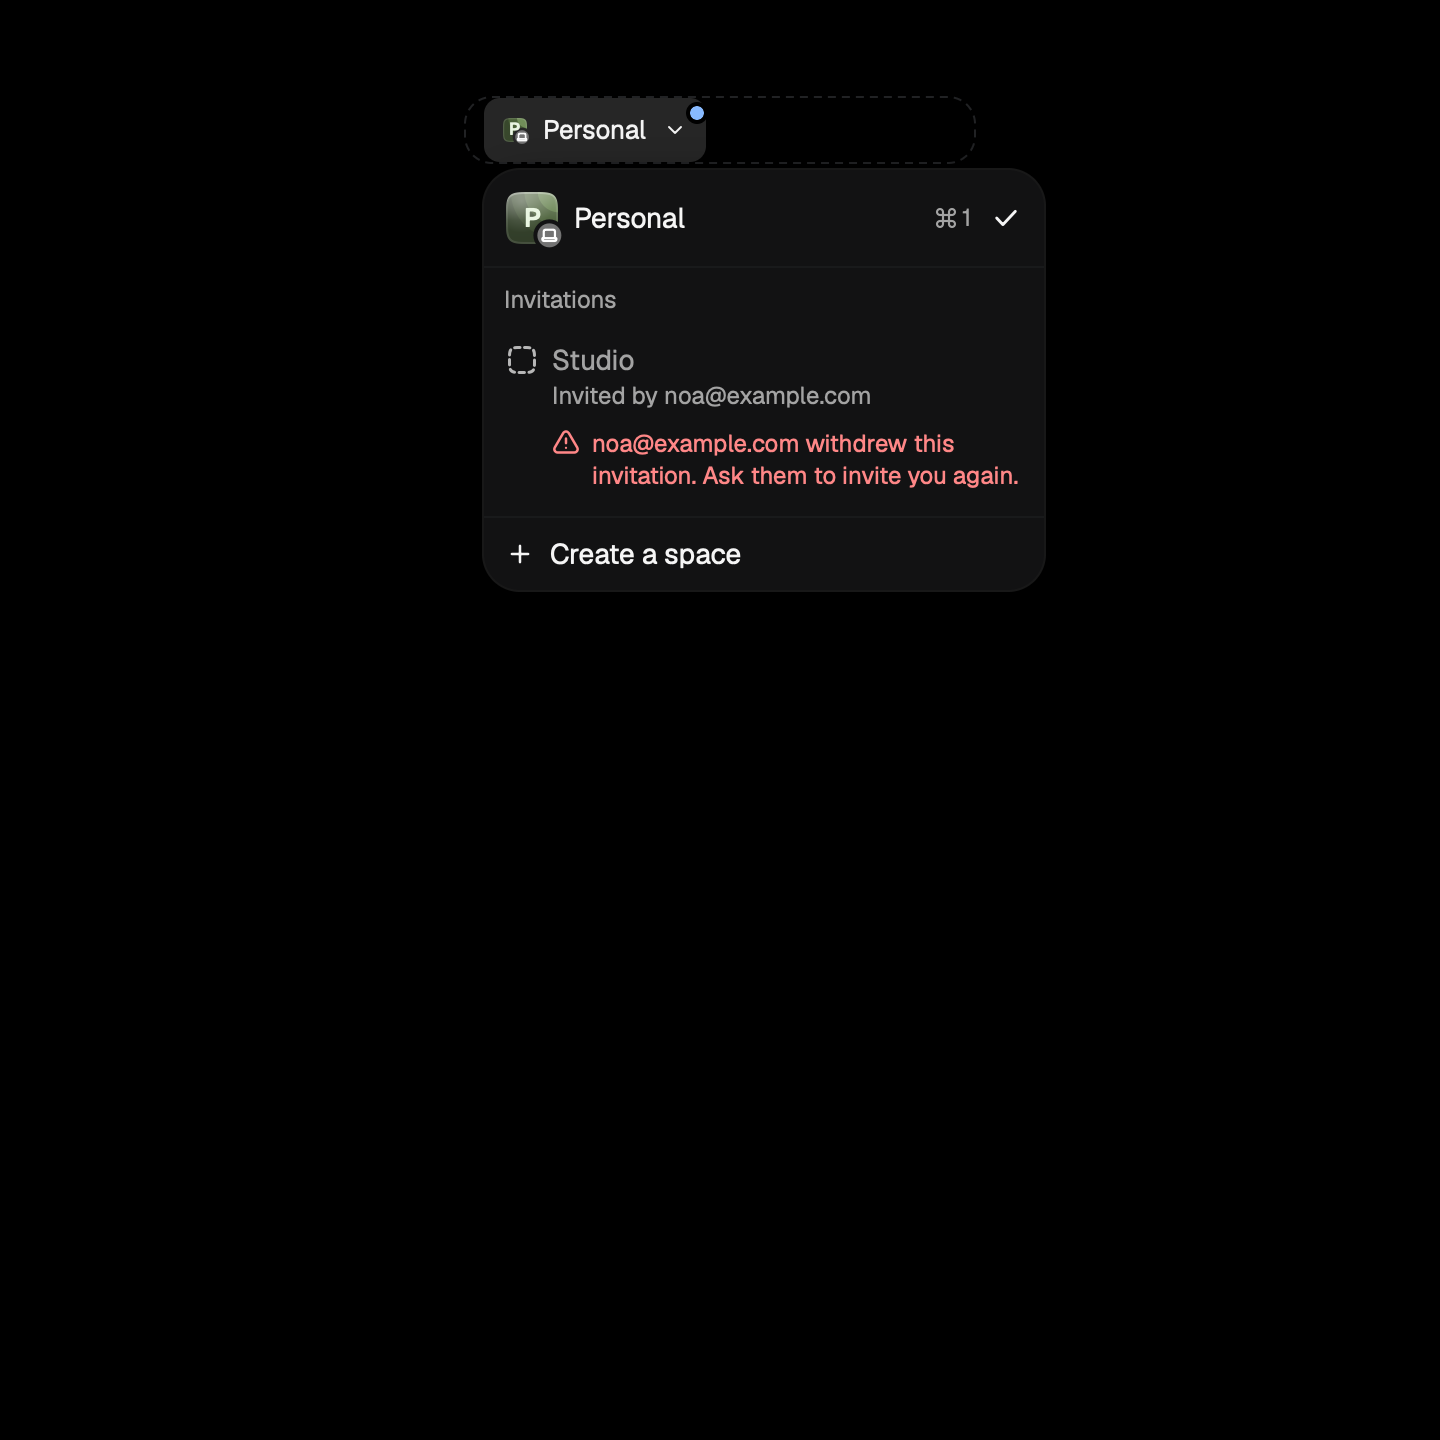 P Personal
P Personal ⌘1
Invitations
Studio
Invited by noa@example.com
noa@example.com withdrew this
invitation. Ask them to invite you again.
Create a space